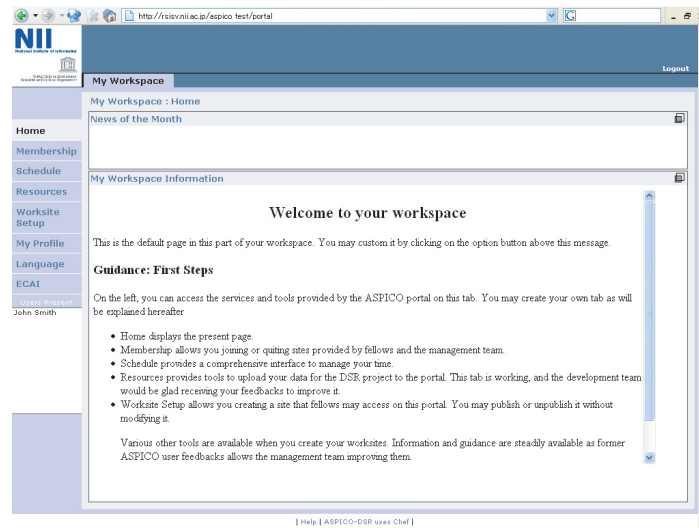 http://rsisv.nii.ac.jp/aspico test/portal
NII
National Institute of Informatics
United Nations Educational
Scientific and Cultural Organization
Logout
My Workspace
My Workspace : Home
News of the Month
Home
Membership
Schedule
Resources
Worksite
Setup
My Profile
Language
ECAI
Users Present
John Smith
My Workspace Information
Welcome to your workspace
This is the default page in this part of your workspace. You may custom it by clicking on the option button above this message.
Guidance: First Steps
On the left, you can access the services and tools provided by the ASPICO portal on this tab. You may create your own tab as will
be explained hereafter
• Home displays the present page.
• Membership allows you joining or quiting sites provided by fellows and the management team.
• Schedule provides a comprehensive interface to manage your time.
• Resources provides tools to upload your data for the DSR project to the portal. This tab is working, and the development team
would be glad receiving your feedbacks to improve it.
• Worksite Setup allows you creating a site that fellows may access on this portal. You may publish or unpublish it without
modifying it.
Various other tools are available when you create your worksites. Information and guidance are steadily available as former
ASPICO user feedbacks allows the management team improving them.
| Help | ASPICO-DSR uses Chef |